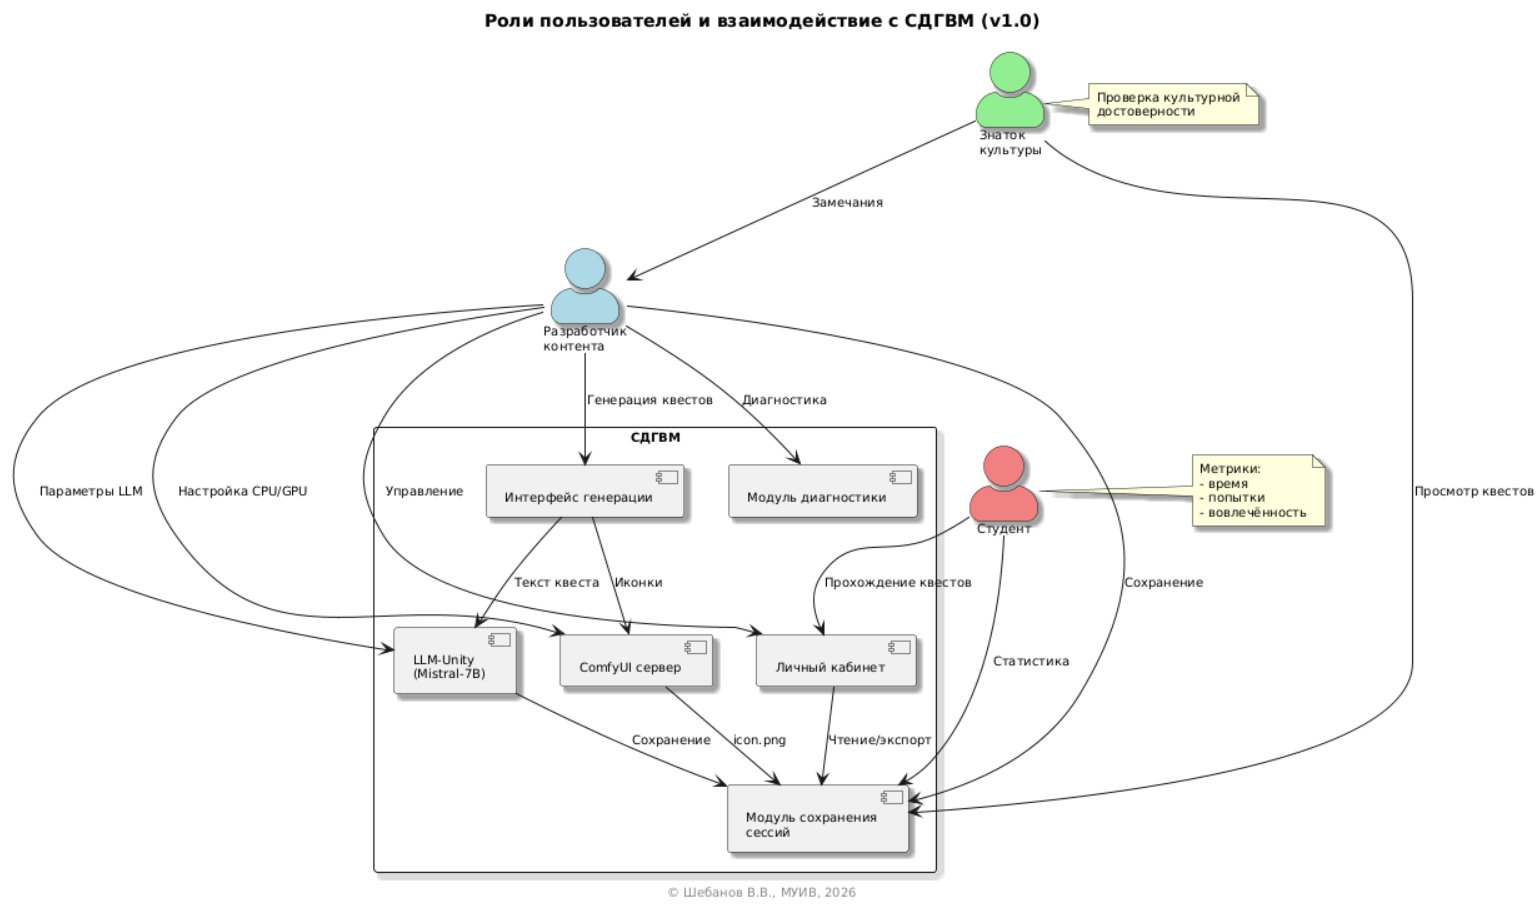 Роли пользователей и взаимодействие с СДГВМ (v1.0)
Проверка культурной
достоверности
Знаток
культуры
Замечания
Разработчик
контента
Генерация квестов
Диагностика
СДГВМ
Интерфейс генерации
Модуль диагностики
Метрики:
- время
- попытки
- вовлечённость
Параметры LLM
Настройка CPU/GPU
Управление
Просмотр квестов
Студент
Текст квеста
Иконки
Прохождение квестов
Сохранение
LLM-Unity
(Mistral-7B)
ComfyUI сервер
Личный кабинет
Статистика
Сохранение
icon.png
Чтение/экспорт
Модуль сохранения
сессий
© Шебанов В.В., МУИВ, 2026